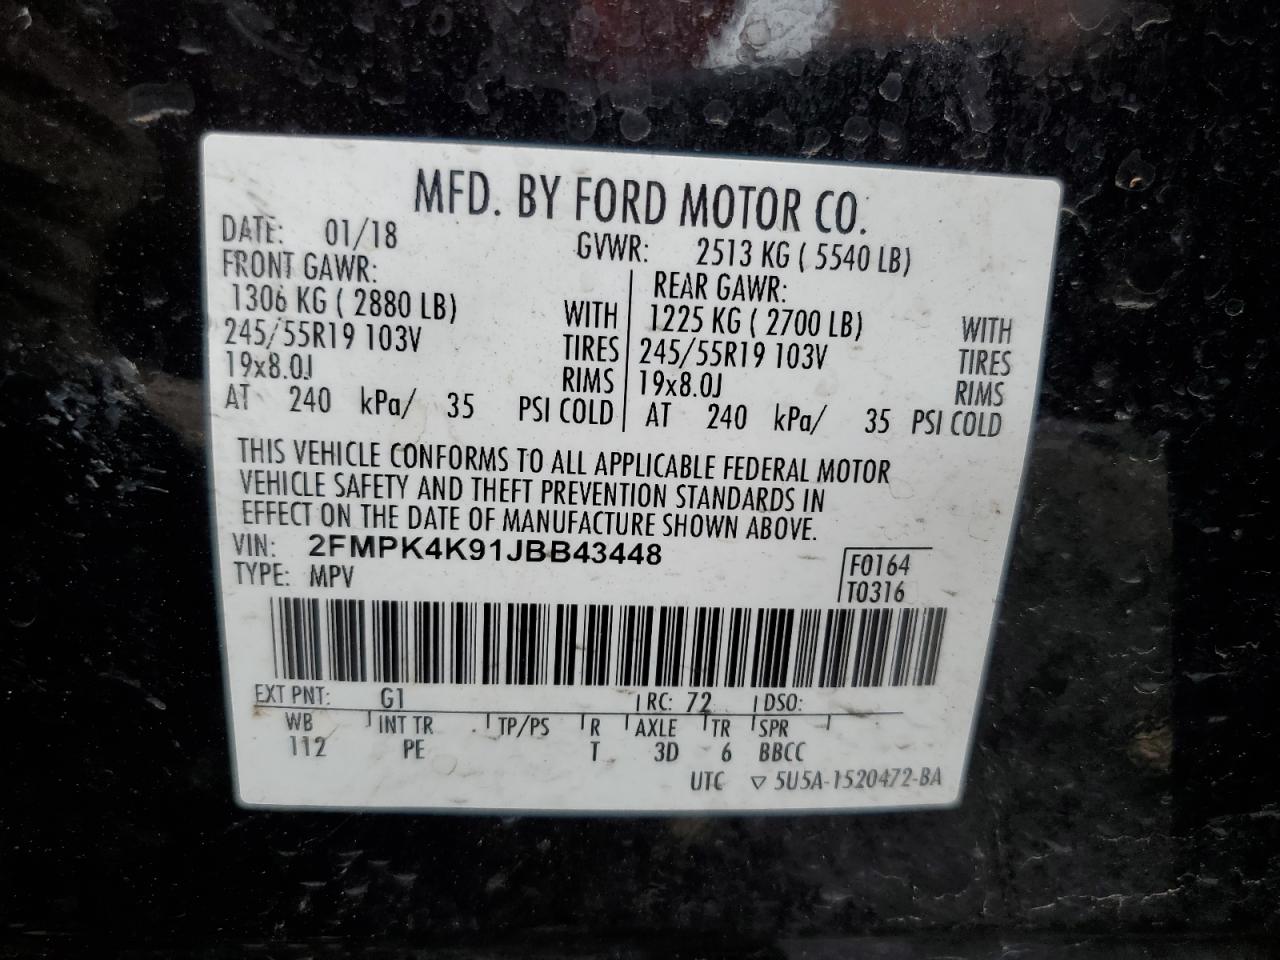 MFD. BY FORD MOTOR CO.
DATE: 01/18 GVWR: 2513 KG ( 5540 LB)
FRONT GAWR:
1306 KG ( 2880 LB) WITH
245/55R19 103V TIRES
19x8.0J RIMS
AT 240 kPa/ 35 PSI COLD
REAR GAWR:
1225 KG ( 2700 LB) WITH
245/55R19 103V TIRES
19x8.0J RIMS
AT 240 kPa/ 35 PSI COLD
THIS VEHICLE CONFORMS TO ALL APPLICABLE FEDERAL MOTOR
VEHICLE SAFETY AND THEFT PREVENTION STANDARDS IN
EFFECT ON THE DATE OF MANUFACTURE SHOWN ABOVE.
VIN: 2FMPK4K91JBB43448
TYPE: MPV
F0164
T0316
EXT PNT: G1 RC: 72 DSO:
WB INT TR TP/PS R AXLE TR SPR
112 PE T 3D 6 BBCC
UTC ▽ 5U5A-1520472-BA